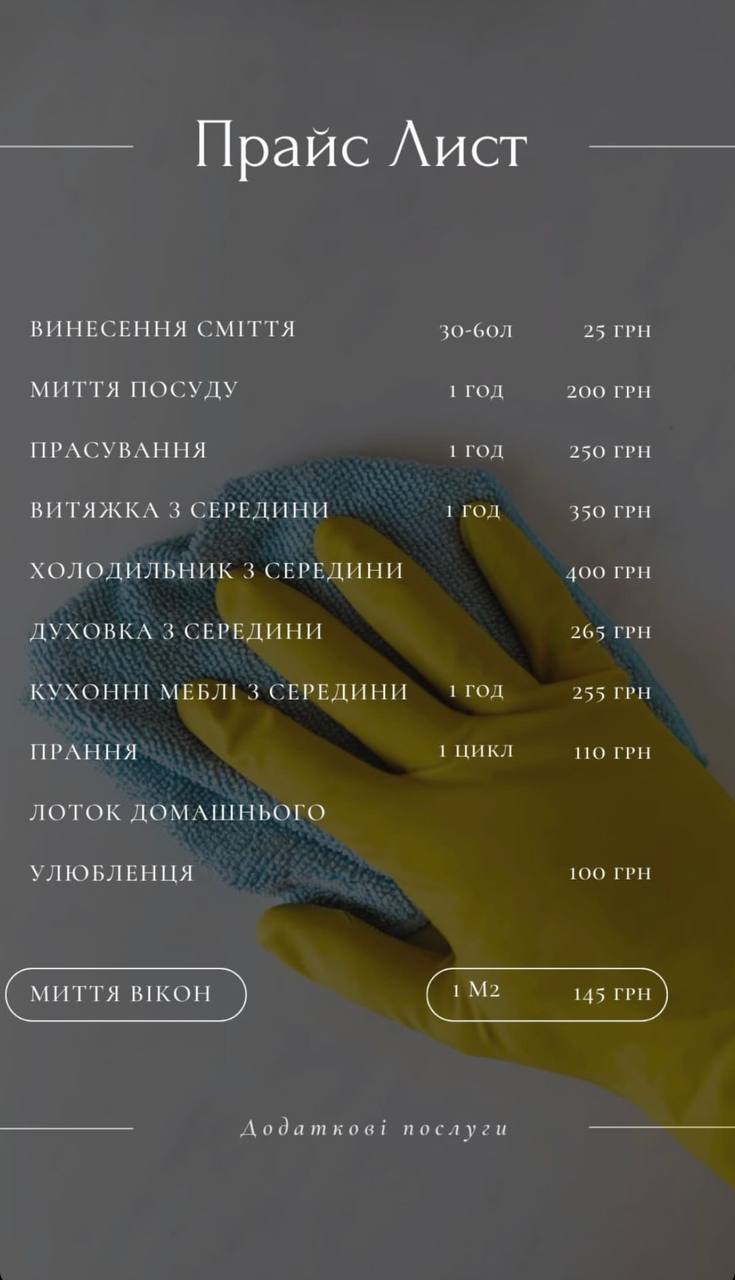 Прайс Лист
ВИНЕСЕННЯ СМІТТЯ 30-60Л 25 ГРН
МИТТЯ ПОСУДУ 1 ГОД 200 ГРН
ПРАСУВАННЯ 1 ГОД 250 ГРН
ВИТЯЖКА З СЕРЕДИНИ 1 ГОД 350 ГРН
ХОЛОДИЛЬНИК З СЕРЕДИНИ 400 ГРН
ДУХОВКА З СЕРЕДИНИ 265 ГРН
КУХОННІ МЕБЛІ З СЕРЕДИНИ 1 ГОД 255 ГРН
ПРАННЯ 1 ЦИКЛ 110 ГРН
ЛОТОК ДОМАШНЬОГО
УЛЮБЛЕНЦЯ 100 ГРН
МИТТЯ ВІКОН 1 М2 145 ГРН
Додаткові послуги